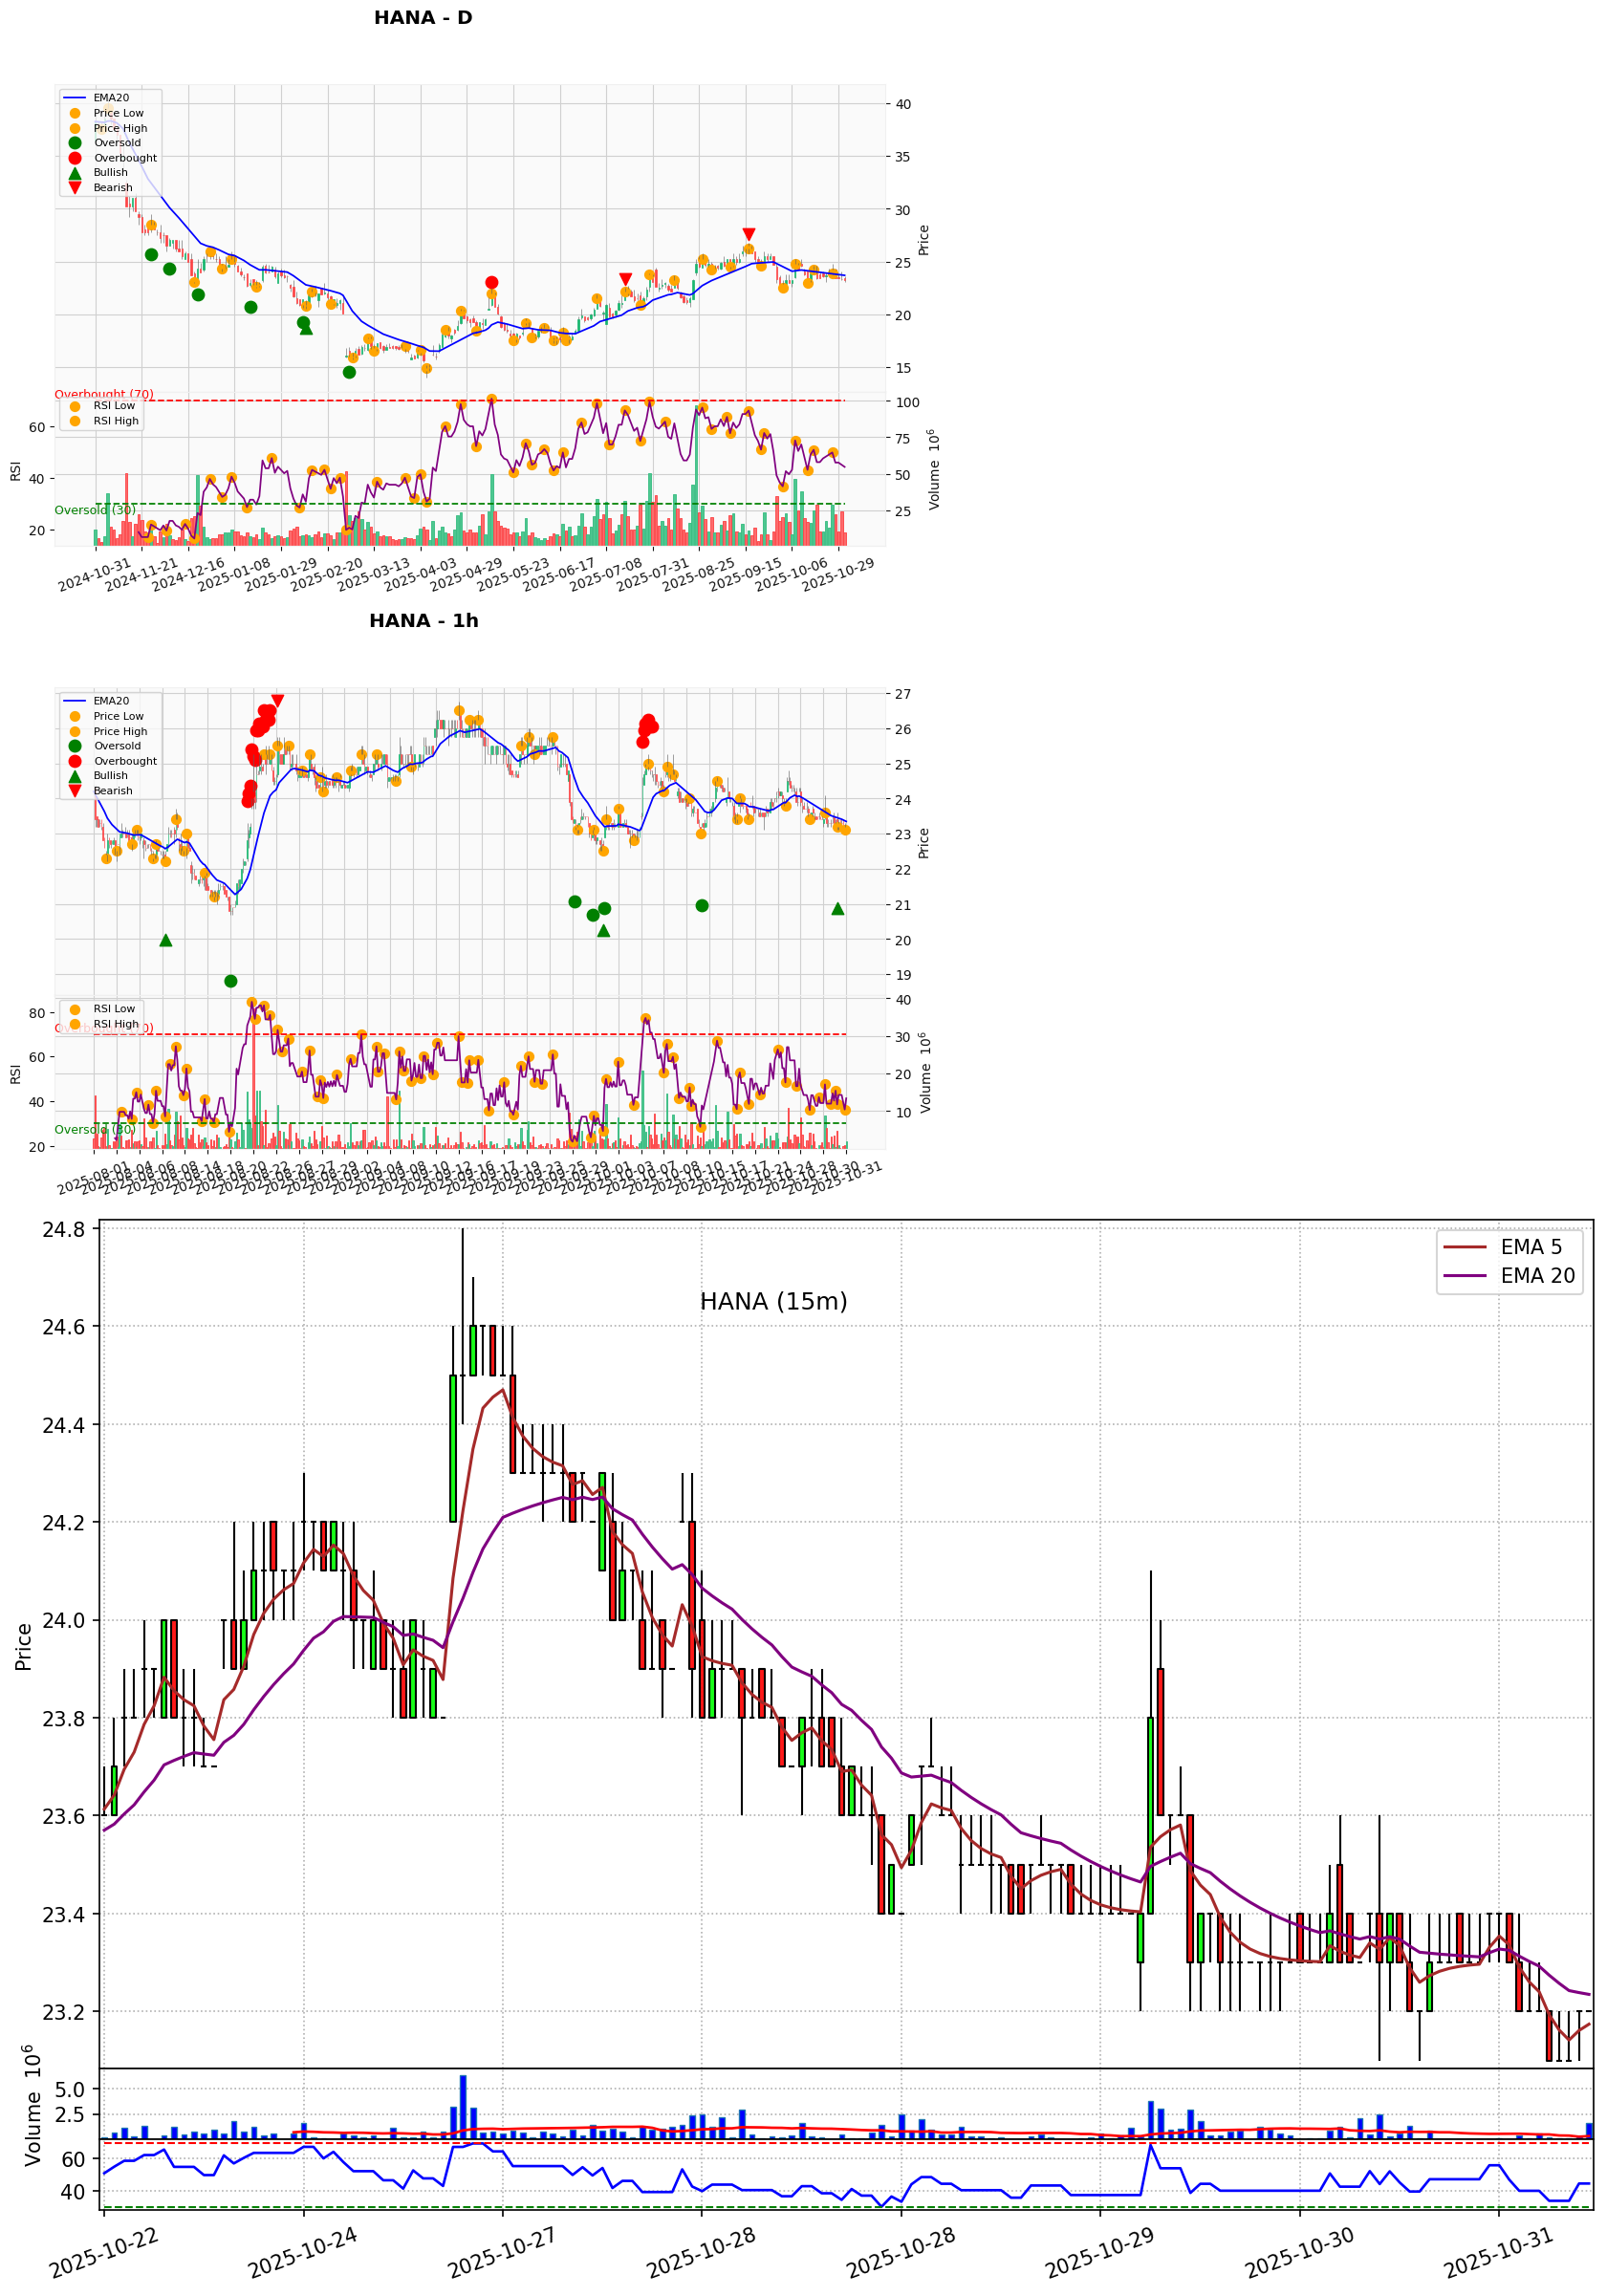 HANA - D
EMA20
Price Low
Price High
Oversold
Overbought
Bullish
Bearish
40
35
30
25
20
15
Price
Overbought (70)
RSI Low
RSI High
Oversold (30)
60
40
20
RSI
100
75
50
25
Volume 10^6
2024-10-31
2024-11-21
2024-12-16
2025-01-08
2025-01-29
2025-02-20
2025-03-13
2025-04-03
2025-04-29
2025-05-23
2025-06-17
2025-07-08
2025-07-31
2025-08-25
2025-09-15
2025-10-06
2025-10-29
HANA - 1h
EMA20
Price Low
Price High
Oversold
Overbought
Bullish
Bearish
27
26
25
24
23
22
21
20
19
Price
RSI Low
RSI High
Oversold (30)
80
60
40
20
RSI
40
30
20
10
Volume 10^6
2025-08-01
2025-10-31
HANA (15m)
EMA 5
EMA 20
24.8
24.6
24.4
24.2
24.0
23.8
23.6
23.4
23.2
Price
5.0
2.5
Volume 10^6
60
40
2025-10-22
2025-10-24
2025-10-27
2025-10-28
2025-10-28
2025-10-29
2025-10-30
2025-10-31